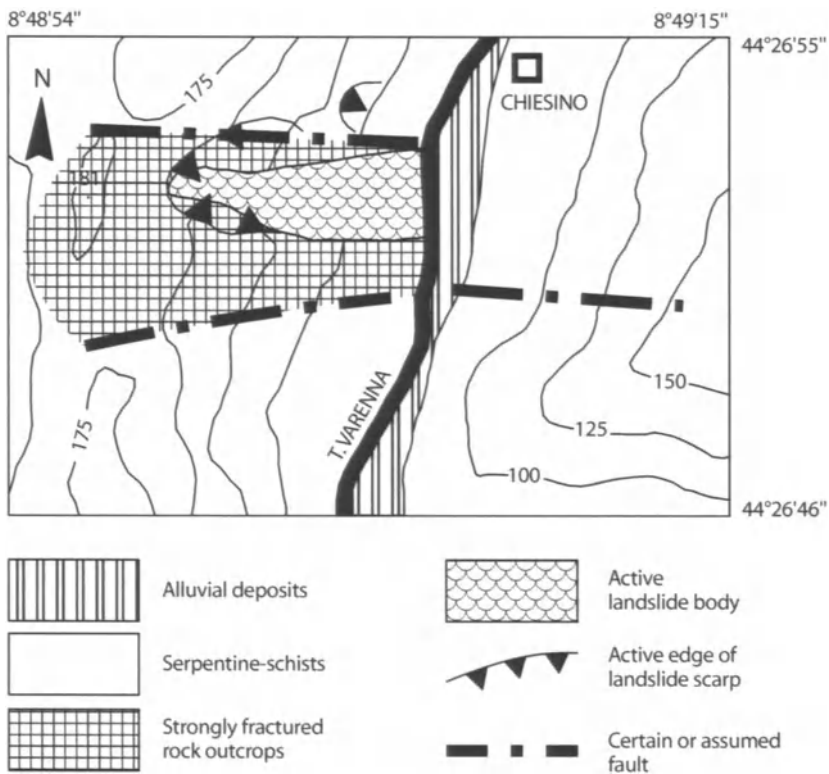 8°48'54"
8°49'15"
44°26'55"
N
175
CHIESINO
181
175
T. VARENNA
150
125
100
44°26'46"
Alluvial deposits
Serpentine-schists
Strongly fractured
rock outcrops
Active
landslide body
Active edge of
landslide scarp
Certain or assumed
fault